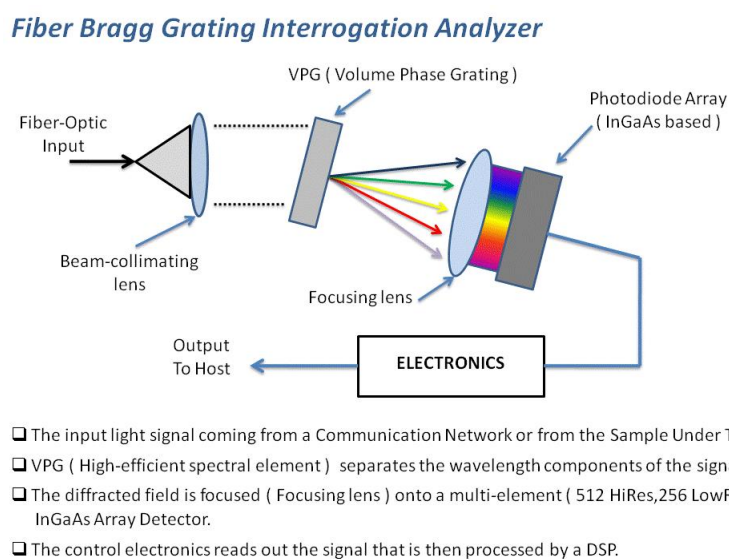 Fiber Bragg Grating Interrogation Analyzer
VPG ( Volume Phase Grating )
Photodiode Array
( InGaAs based )
Fiber-Optic
Input
Beam-collimating
lens
Focusing lens
Output
To Host
ELECTRONICS
❑ The input light signal coming from a Communication Network or from the Sample Under
❑ VPG ( High-efficient spectral element ) separates the wavelength components of the
❑ The diffracted field is focused ( Focusing lens ) onto a multi-element ( 512 HiRes,256
InGaAs Array Detector.
❑ The control electronics reads out the signal that is then processed by a DSP.